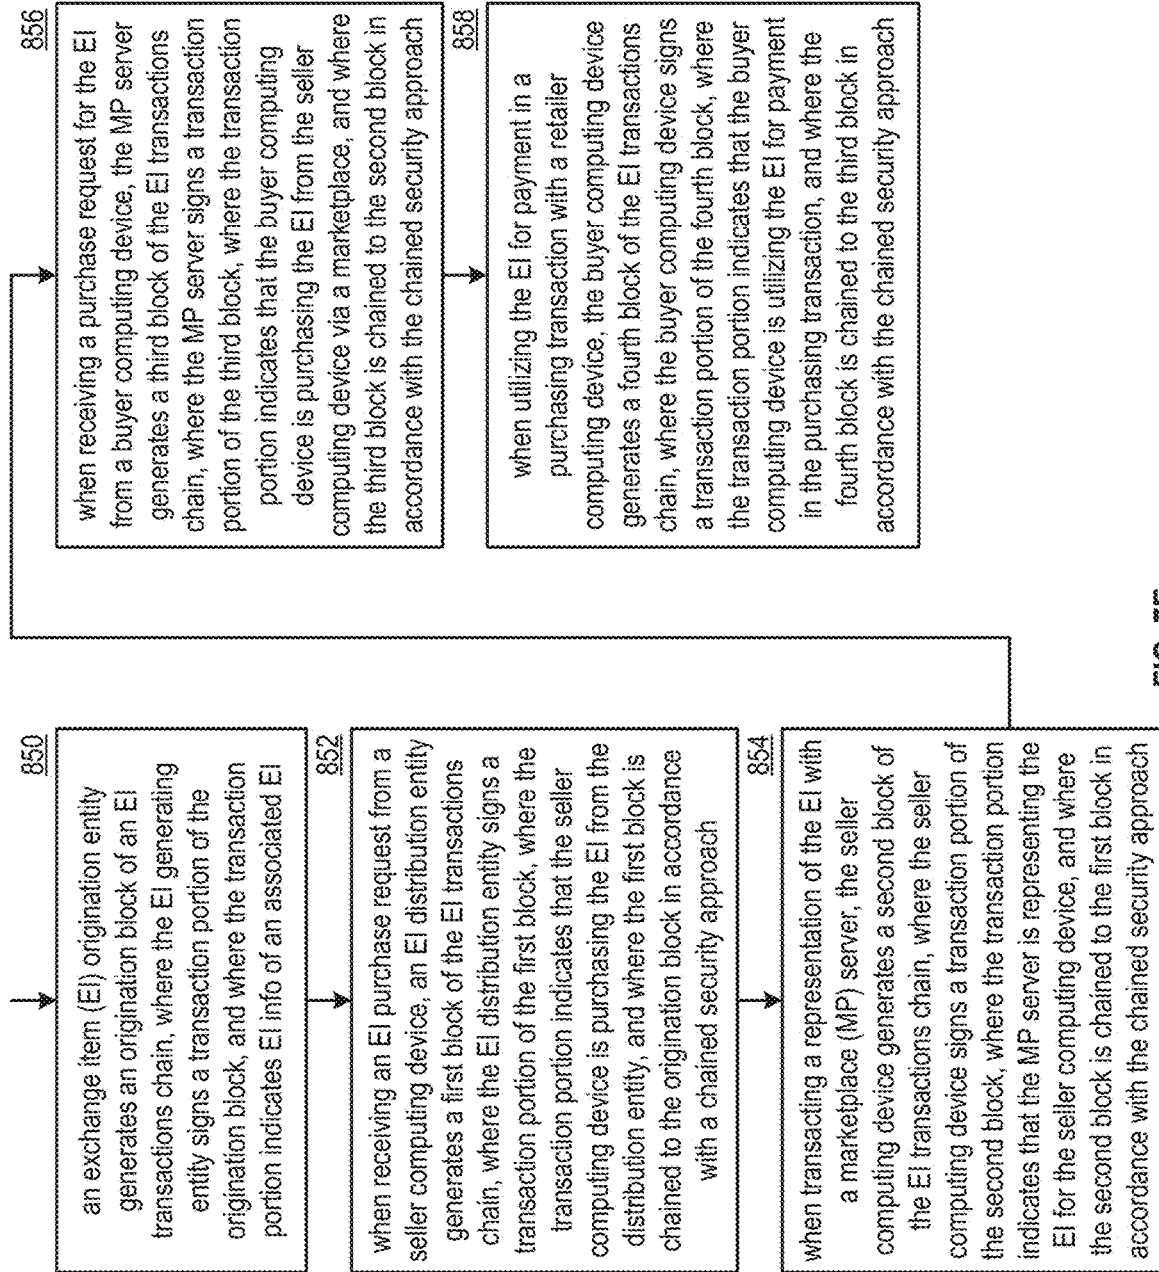 850
an exchange item (EI) origination entity
generates an origination block of an EI
transactions chain, where the EI generating
entity signs a transaction portion of the
origination block, and where the transaction
portion indicates EI info of an associated EI
852
when receiving an EI purchase request from a
seller computing device, an EI distribution entity
generates a first block of the EI transactions
chain, where the EI distribution entity signs a
transaction portion of the first block, where the
transaction portion indicates that the seller
computing device is purchasing the EI from the
distribution entity, and where the first block is
chained to the origination block in accordance
with a chained security approach
854
when transacting a representation of the EI with
a marketplace (MP) server, the seller
computing device generates a second block of
the EI transactions chain, where the seller
computing device signs a transaction portion of
the second block, where the transaction portion
indicates that the MP server is representing the
EI for the seller computing device, and where
the second block is chained to the first block in
accordance with the chained security approach
856
when receiving a purchase request for the EI
from a buyer computing device, the MP server
generates a third block of the EI transactions
chain, where the MP server signs a transaction
portion of the third block, where the transaction
portion indicates that the buyer computing
device is purchasing the EI from the seller
computing device via a marketplace, and where
the third block is chained to the second block in
accordance with the chained security approach
858
when utilizing the EI for payment in a
purchasing transaction with a retailer
computing device, the buyer computing device
generates a fourth block of the EI transactions
chain, where the buyer computing device signs
a transaction portion of the fourth block, where
the transaction portion indicates that the buyer
computing device is utilizing the EI for payment
in the purchasing transaction, and where the
fourth block is chained to the third block in
accordance with the chained security approach